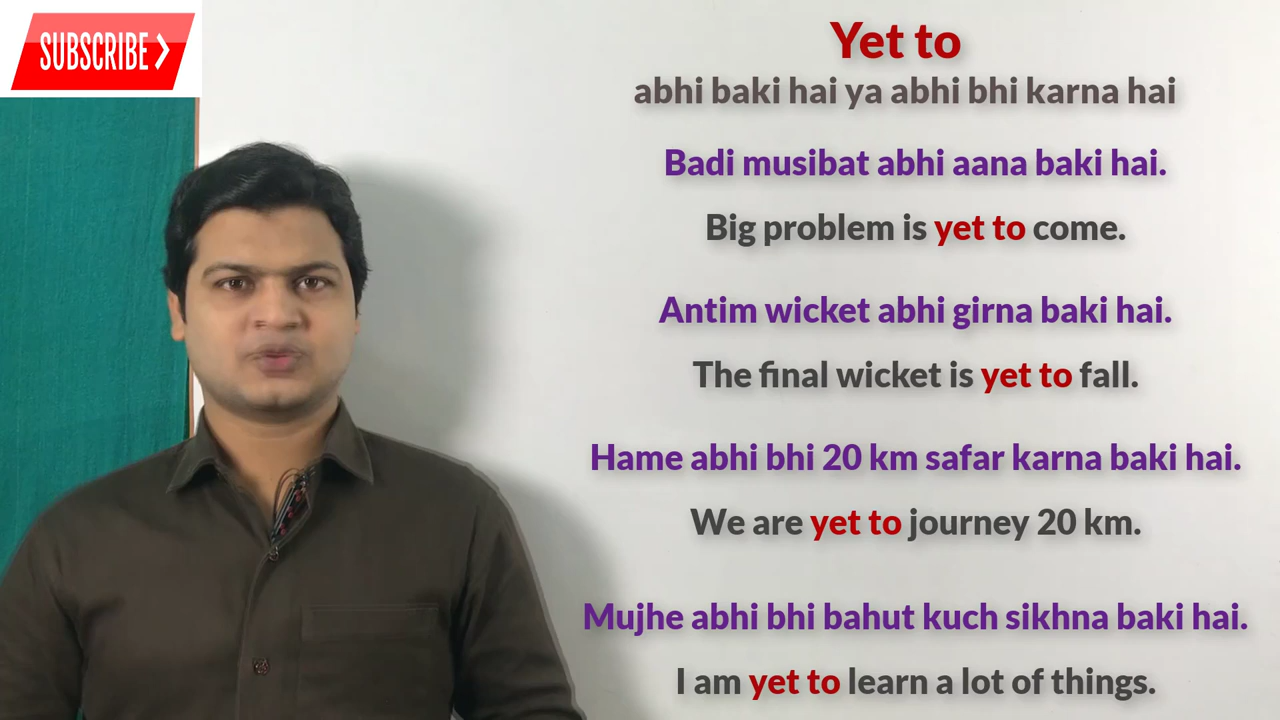 SUBSCRIBE
Yet to
abhi baki hai ya abhi bhi karna hai
Badi musibat abhi aana baki hai.
Big problem is yet to come.
Antim wicket abhi girna baki hai.
The final wicket is yet to fall.
Hame abhi bhi 20 km safar karna baki hai.
We are yet to journey 20 km.
Mujhe abhi bhi bahut kuch sikhna baki hai.
I am yet to learn a lot of things.